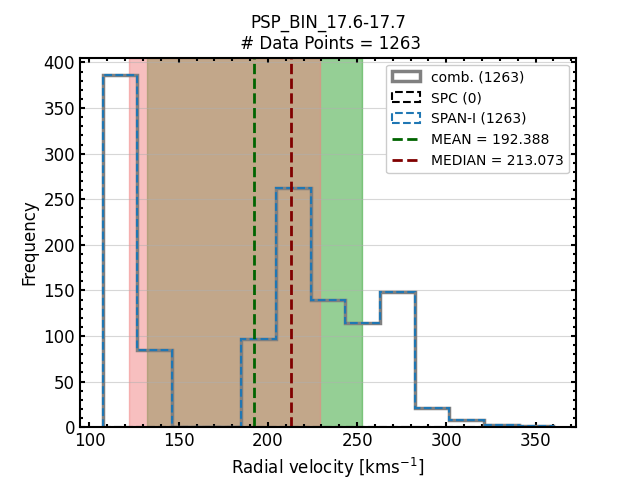 PSP_BIN_17.6-17.7
# Data Points = 1263
comb. (1263)
SPC (0)
SPAN-I (1263)
MEAN = 192.388
MEDIAN = 213.073
Frequency
400
350
300
250
200
150
100
50
0
100 150 200 250 300 350
Radial velocity [kms⁻¹]